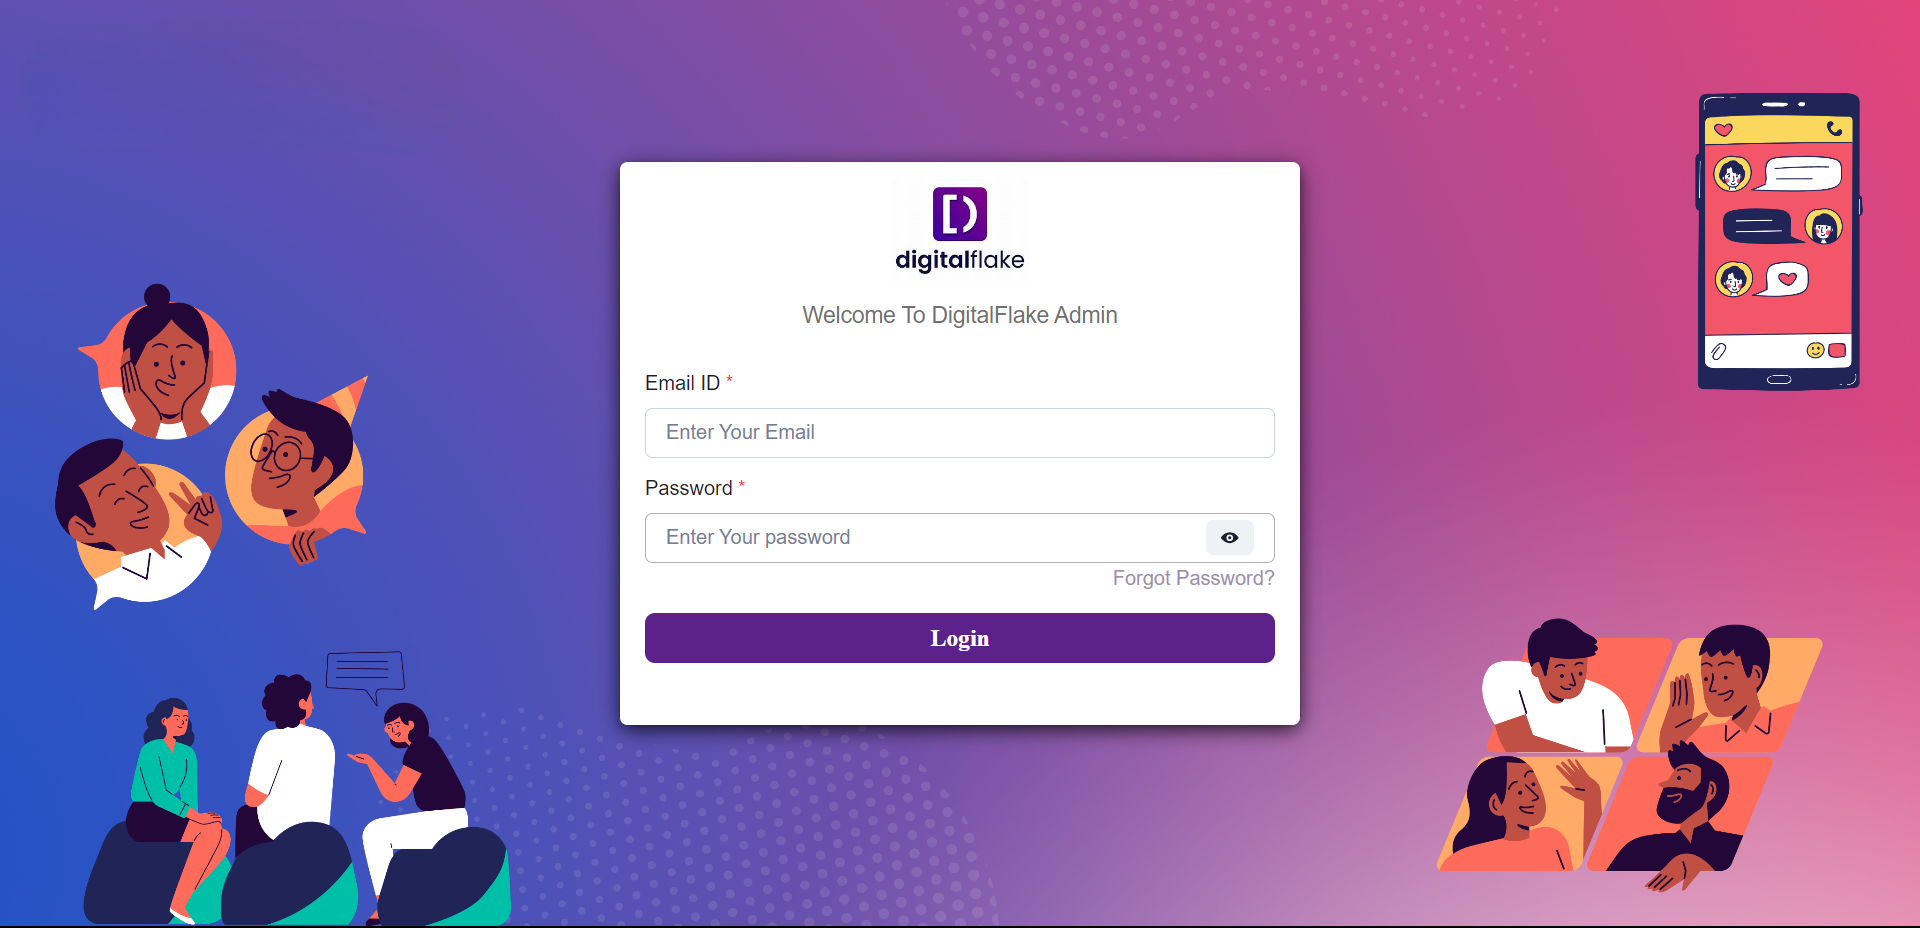 digitalflake
Welcome To DigitalFlake Admin
Email ID *
Enter Your Email
Password *
Enter Your password
Forgot Password?
Login